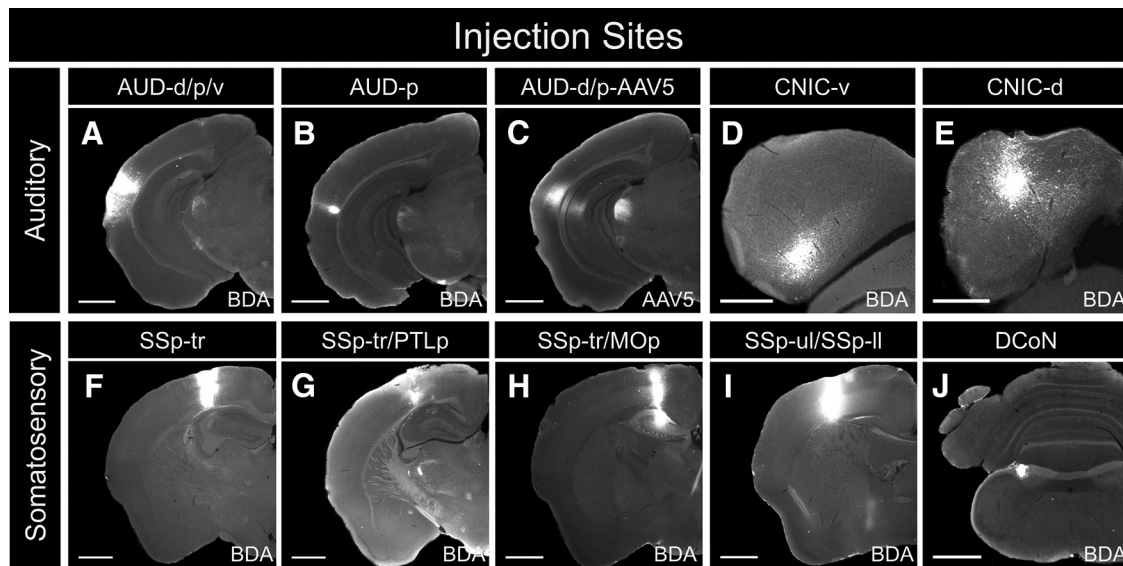 Injection Sites
Auditory
AUD-d/p/v
AUD-p
AUD-d/p-AAV5
CNIC-v
CNIC-d
A
B
C
D
E
BDA
BDA
AAV5
BDA
BDA
Somatosensory
SSp-tr
SSp-tr/PTLp
SSp-tr/MOp
SSp-ul/SSp-ll
DCoN
F
G
H
I
J
BDA
BDA
BDA
BDA
BDA